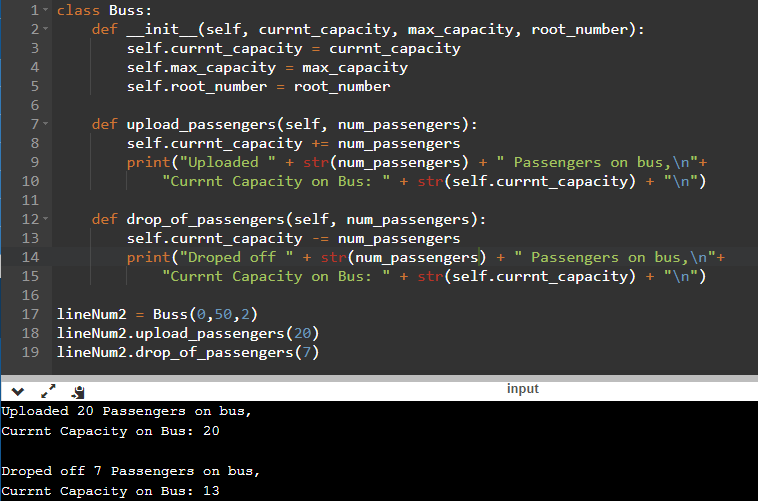 1 class Buss:
2     def __init__(self, currnt_capacity, max_capacity, root_number):
3         self.currnt_capacity = currnt_capacity
4         self.max_capacity = max_capacity
5         self.root_number = root_number
6
7     def upload_passengers(self, num_passengers):
8         self.currnt_capacity += num_passengers
9         print("Uploaded " + str(num_passengers) + " Passengers on bus,\n"+
10             "Currnt Capacity on Bus: " + str(self.currnt_capacity) + "\n")
11
12     def drop_of_passengers(self, num_passengers):
13         self.currnt_capacity -= num_passengers
14         print("Droped off " + str(num_passengers) + " Passengers on bus,\n"+
15             "Currnt Capacity on Bus: " + str(self.currnt_capacity) + "\n")
16
17 lineNum2 = Buss(0,50,2)
18 lineNum2.upload_passengers(20)
19 lineNum2.drop_of_passengers(7)
input
Uploaded 20 Passengers on bus,
Currnt Capacity on Bus: 20

Droped off 7 Passengers on bus,
Currnt Capacity on Bus: 13